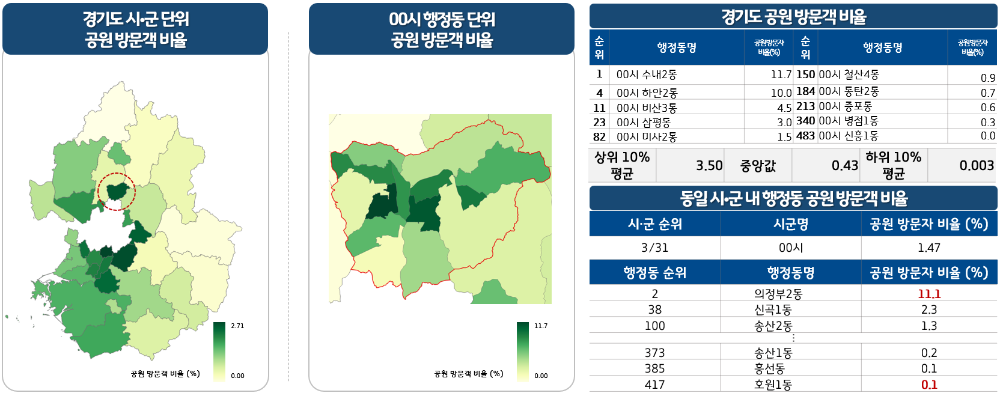 경기도 시·군 단위
공원 방문객 비율
2.71
0.00
공원 방문객 비율 (%)
00시 행정동 단위
공원 방문객 비율
11.7
0.00
공원 방문객 비율 (%)
경기도 공원 방문객 비율
순위 행정동명 공원방문자 비율(%) 순위 행정동명 공원방문자 비율(%)
1 00시 수내2동 11.7 150 00시 철산4동 0.9
4 00시 하안2동 10.0 184 00시 동탄2동 0.7
11 00시 비산3동 4.5 213 00시 증포동 0.6
23 00시 삼평동 3.0 340 00시 병점1동 0.3
82 00시 미사2동 1.5 483 00시 신흥1동 0.0
상위 10% 평균 3.50 중앙값 0.43 하위 10% 평균 0.003
동일 시·군 내 행정동 공원 방문객 비율
시·군 순위 시군명 공원 방문자 비율 (%)
3/31 00시 1.47
행정동 순위 행정동명 공원 방문자 비율 (%)
2 의정부2동 11.1
38 신곡1동 2.3
100 송산2동 1.3
⋮
373 송산1동 0.2
385 흥선동 0.1
417 호원1동 0.1